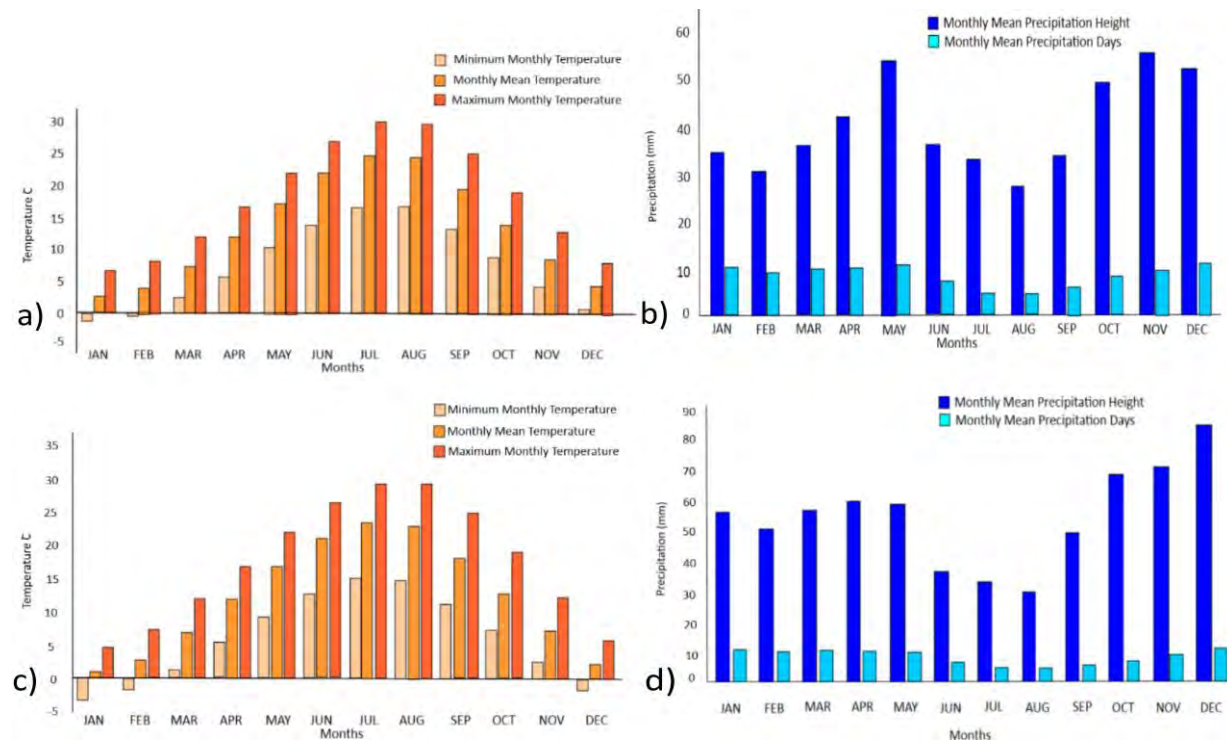 Minimum Monthly Temperature
Monthly Mean Temperature
Maximum Monthly Temperature
30
25
20
15
10
5
0
-5
Temperature C
a)
JAN FEB MAR APR MAY JUN JUL AUG SEP OCT NOV DEC
Months
Monthly Mean Precipitation Height
Monthly Mean Precipitation Days
60
50
40
30
20
10
0
Precipitation (mm)
b)
JAN FEB MAR APR MAY JUN JUL AUG SEP OCT NOV DEC
Months
Minimum Monthly Temperature
Monthly Mean Temperature
Maximum Monthly Temperature
35
30
25
20
15
10
5
0
-5
Temperature C
c)
JAN FEB MAR APR MAY JUN JUL AUG SEP OCT NOV DEC
Months
Monthly Mean Precipitation Height
Monthly Mean Precipitation Days
90
80
70
60
50
40
30
20
10
0
Precipitation (mm)
d)
JAN FEB MAR APR MAY JUN JUL AUG SEP OCT NOV DEC
Months